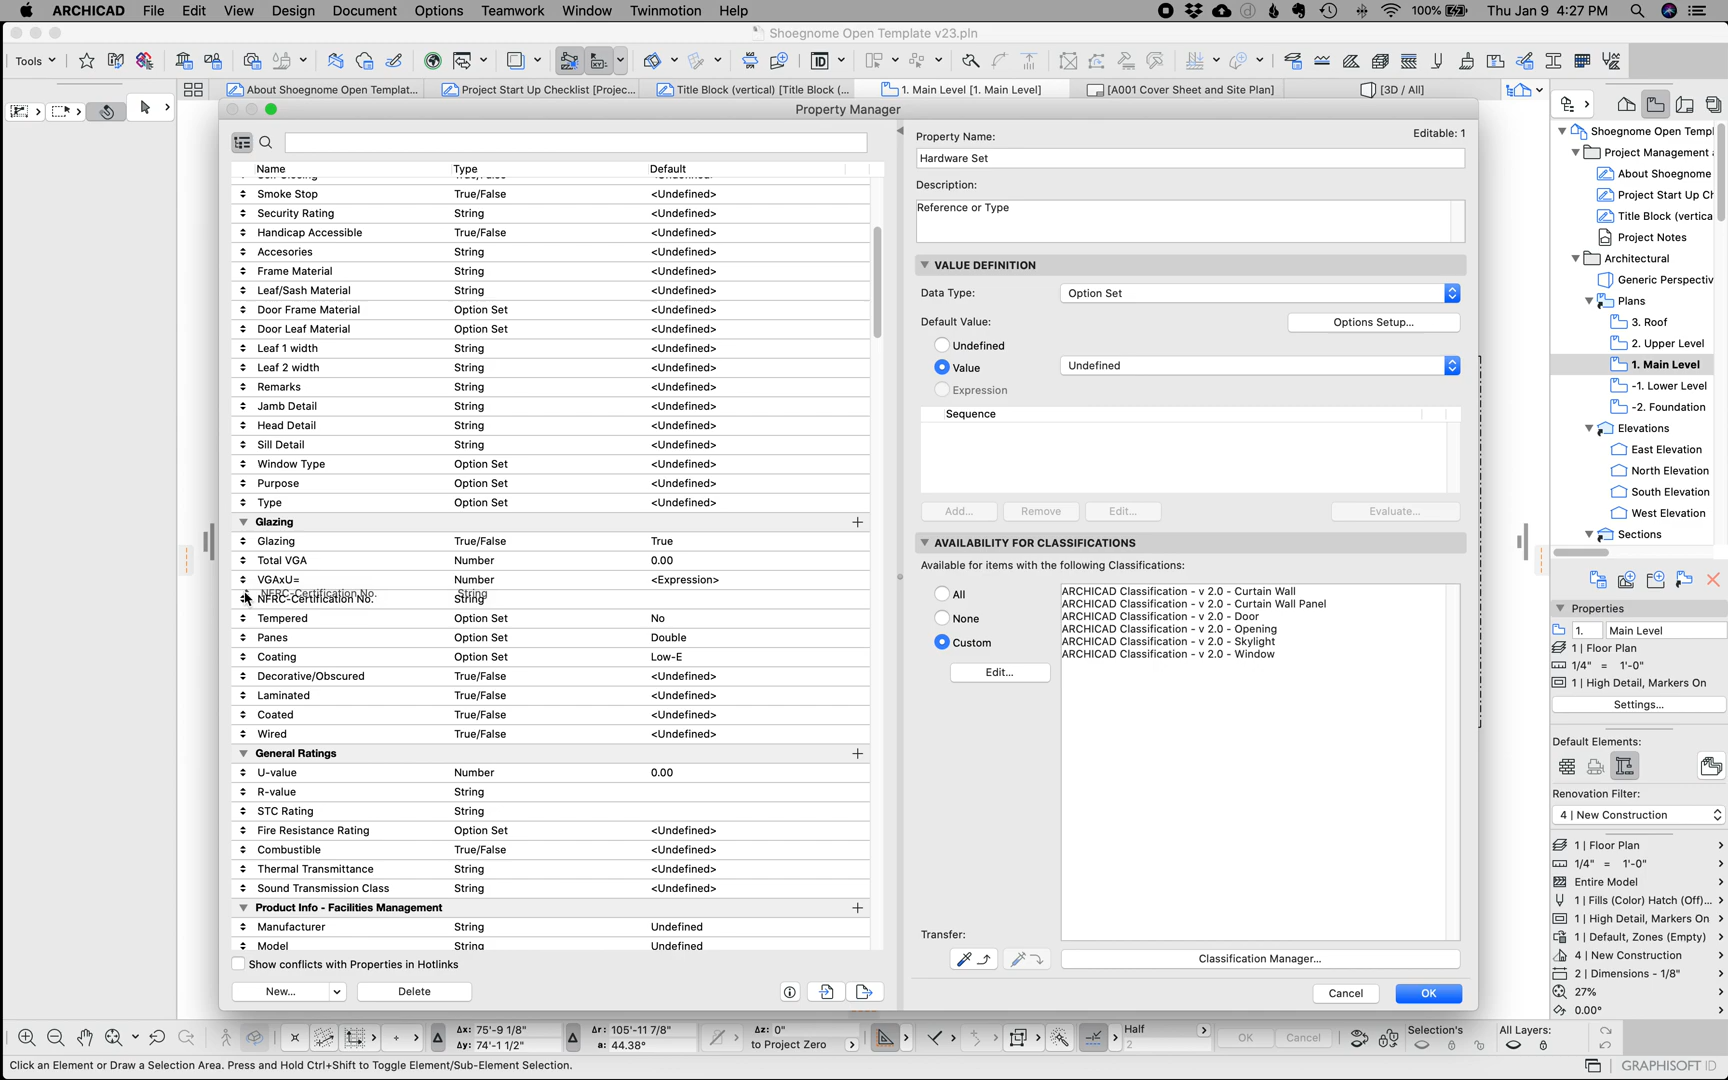 ARCHICAD File Edit View Design Document Options Teamwork Window Twinmotion Help 100% Thu Jan 9 4:27 PM
Shoegnome Open Template v23.pln
Tools
ID
About Shoegnome Open Templat... Project Start Up Checklist [Projec... Title Block (vertical) [Title Block (... 1. Main Level [1. Main Level] [A001 Cover Sheet and Site Plan] [3D / All]
Property Manager
Name Type Default
Smoke Stop True/False <Undefined>
Security Rating String <Undefined>
Handicap Accessible True/False <Undefined>
Accesories String <Undefined>
Frame Material String <Undefined>
Leaf/Sash Material String <Undefined>
Door Frame Material Option Set <Undefined>
Door Leaf Material Option Set <Undefined>
Leaf 1 width String <Undefined>
Leaf 2 width String <Undefined>
Remarks String <Undefined>
Jamb Detail String <Undefined>
Head Detail String <Undefined>
Sill Detail String <Undefined>
Window Type Option Set <Undefined>
Purpose Option Set <Undefined>
Type Option Set <Undefined>
Glazing
Glazing True/False True
Total VGA Number 0.00
VGAxU= Number <Expression>
NFRC-Certification No. String
NFRC-Certification No. String
Tempered Option Set No
Panes Option Set Double
Coating Option Set Low-E
Decorative/Obscured True/False <Undefined>
Laminated True/False <Undefined>
Coated True/False <Undefined>
Wired True/False <Undefined>
General Ratings
U-value Number 0.00
R-value String
STC Rating String
Fire Resistance Rating Option Set <Undefined>
Combustible True/False <Undefined>
Thermal Transmittance String <Undefined>
Sound Transmission Class String <Undefined>
Product Info - Facilities Management
Manufacturer String Undefined
Model String Undefined
Show conflicts with Properties in Hotlinks
New... Delete
Property Name: Editable: 1
Hardware Set
Description:
Reference or Type
VALUE DEFINITION
Data Type: Option Set
Default Value: Options Setup...
Undefined
Value Undefined
Expression
Sequence
Add... Remove Edit... Evaluate...
AVAILABILITY FOR CLASSIFICATIONS
Available for items with the following Classifications:
All
None
Custom
Edit...
ARCHICAD Classification - v 2.0 - Curtain Wall
ARCHICAD Classification - v 2.0 - Curtain Wall Panel
ARCHICAD Classification - v 2.0 - Door
ARCHICAD Classification - v 2.0 - Opening
ARCHICAD Classification - v 2.0 - Skylight
ARCHICAD Classification - v 2.0 - Window
Transfer:
Classification Manager...
Cancel OK
Shoegnome Open Templ
Project Management
About Shoegnome
Project Start Up Ch
Title Block (vertica
Project Notes
Architectural
Generic Perspectiv
Plans
3. Roof
2. Upper Level
1. Main Level
-1. Lower Level
-2. Foundation
Elevations
East Elevation
North Elevation
South Elevation
West Elevation
Sections
Properties
1. Main Level
1 | Floor Plan
1/4" = 1'-0"
1 | High Detail, Markers On
Settings...
Default Elements:
Renovation Filter:
4 | New Construction
1 | Floor Plan
1/4" = 1'-0"
Entire Model
1 | Fills (Color) Hatch (Off)...
1 | High Detail, Markers On
1 | Default, Zones (Empty)
4 | New Construction
2 | Dimensions - 1/8"
27%
0.00°
Δx: 75'-9 1/8" Δr: 105'-11 7/8" Δz: 0" Half Selection's All Layers:
Δy: 74'-1 1/2" a: 44.38° to Project Zero 2 OK Cancel
Click an Element or Draw a Selection Area. Press and Hold Ctrl+Shift to Toggle Element/Sub-Element Selection. GRAPHISOFT ID